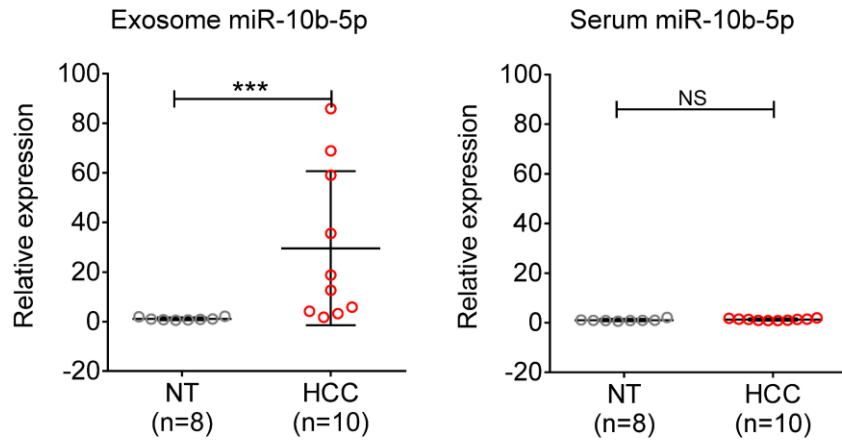 Exosome miR-10b-5p
Relative expression
100
80
60
40
20
0
-20
***
NT
(n=8)
HCC
(n=10)
Serum miR-10b-5p
Relative expression
100
80
60
40
20
0
-20
NS
NT
(n=8)
HCC
(n=10)